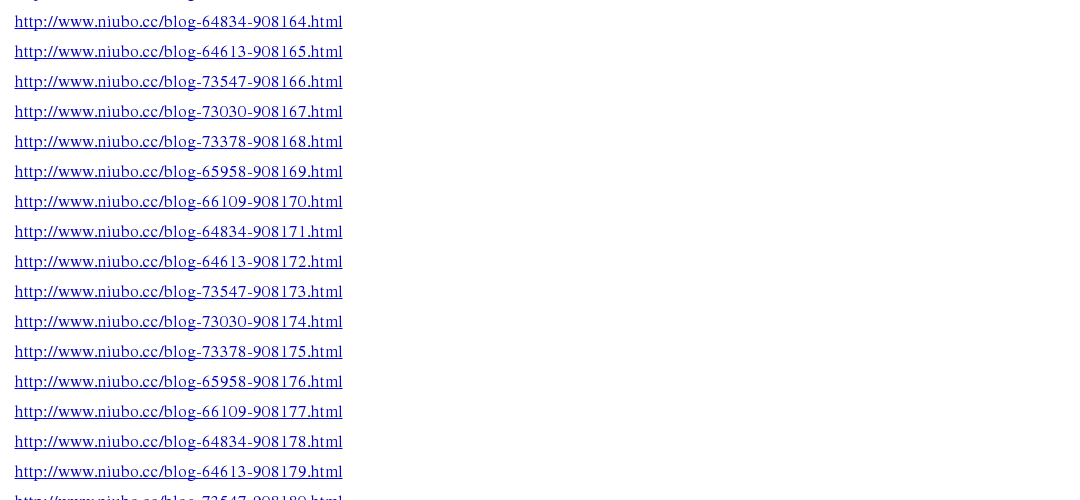 http://www.niubo.cc/blog-64834-908164.html
http://www.niubo.cc/blog-64613-908165.html
http://www.niubo.cc/blog-73547-908166.html
http://www.niubo.cc/blog-73030-908167.html
http://www.niubo.cc/blog-73378-908168.html
http://www.niubo.cc/blog-65958-908169.html
http://www.niubo.cc/blog-66109-908170.html
http://www.niubo.cc/blog-64834-908171.html
http://www.niubo.cc/blog-64613-908172.html
http://www.niubo.cc/blog-73547-908173.html
http://www.niubo.cc/blog-73030-908174.html
http://www.niubo.cc/blog-73378-908175.html
http://www.niubo.cc/blog-65958-908176.html
http://www.niubo.cc/blog-66109-908177.html
http://www.niubo.cc/blog-64834-908178.html
http://www.niubo.cc/blog-64613-908179.html